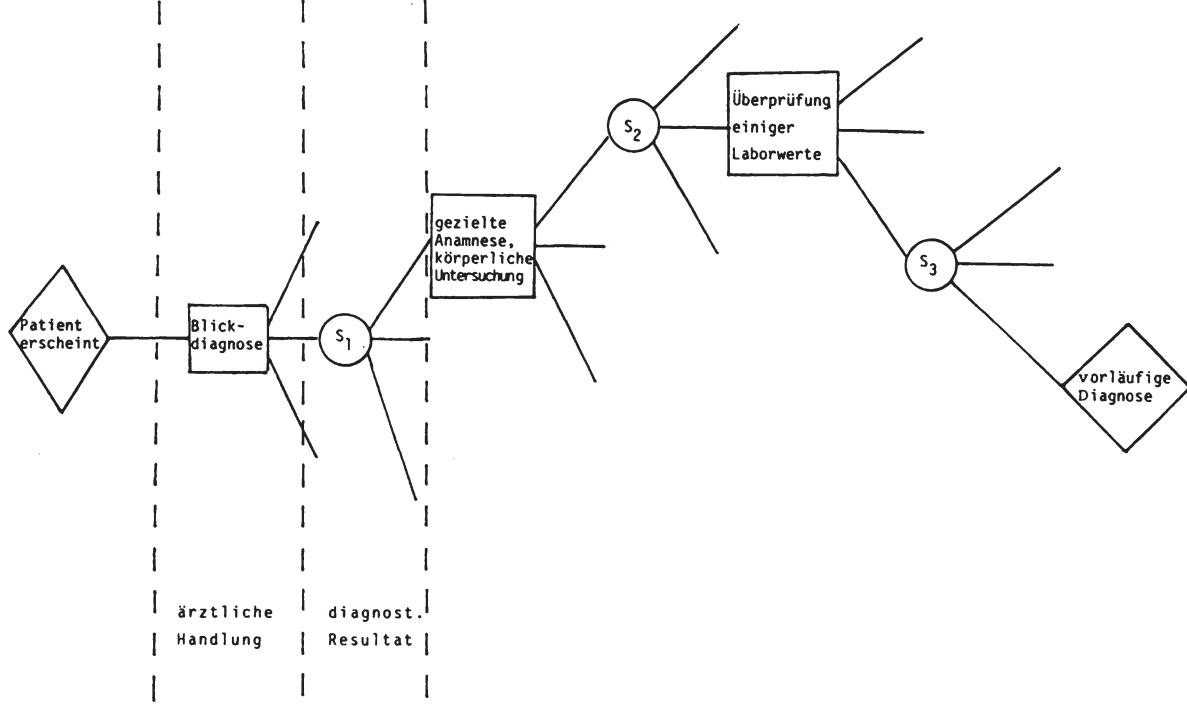 Patient
erscheint
Blick-
diagnose
S1
gezielte
Anamnese,
körperliche
Untersuchung
S2
Überprüfung
einiger
Laborwerte
S3
vorläufige
Diagnose
ärztliche
Handlung
diagnost.
Resultat